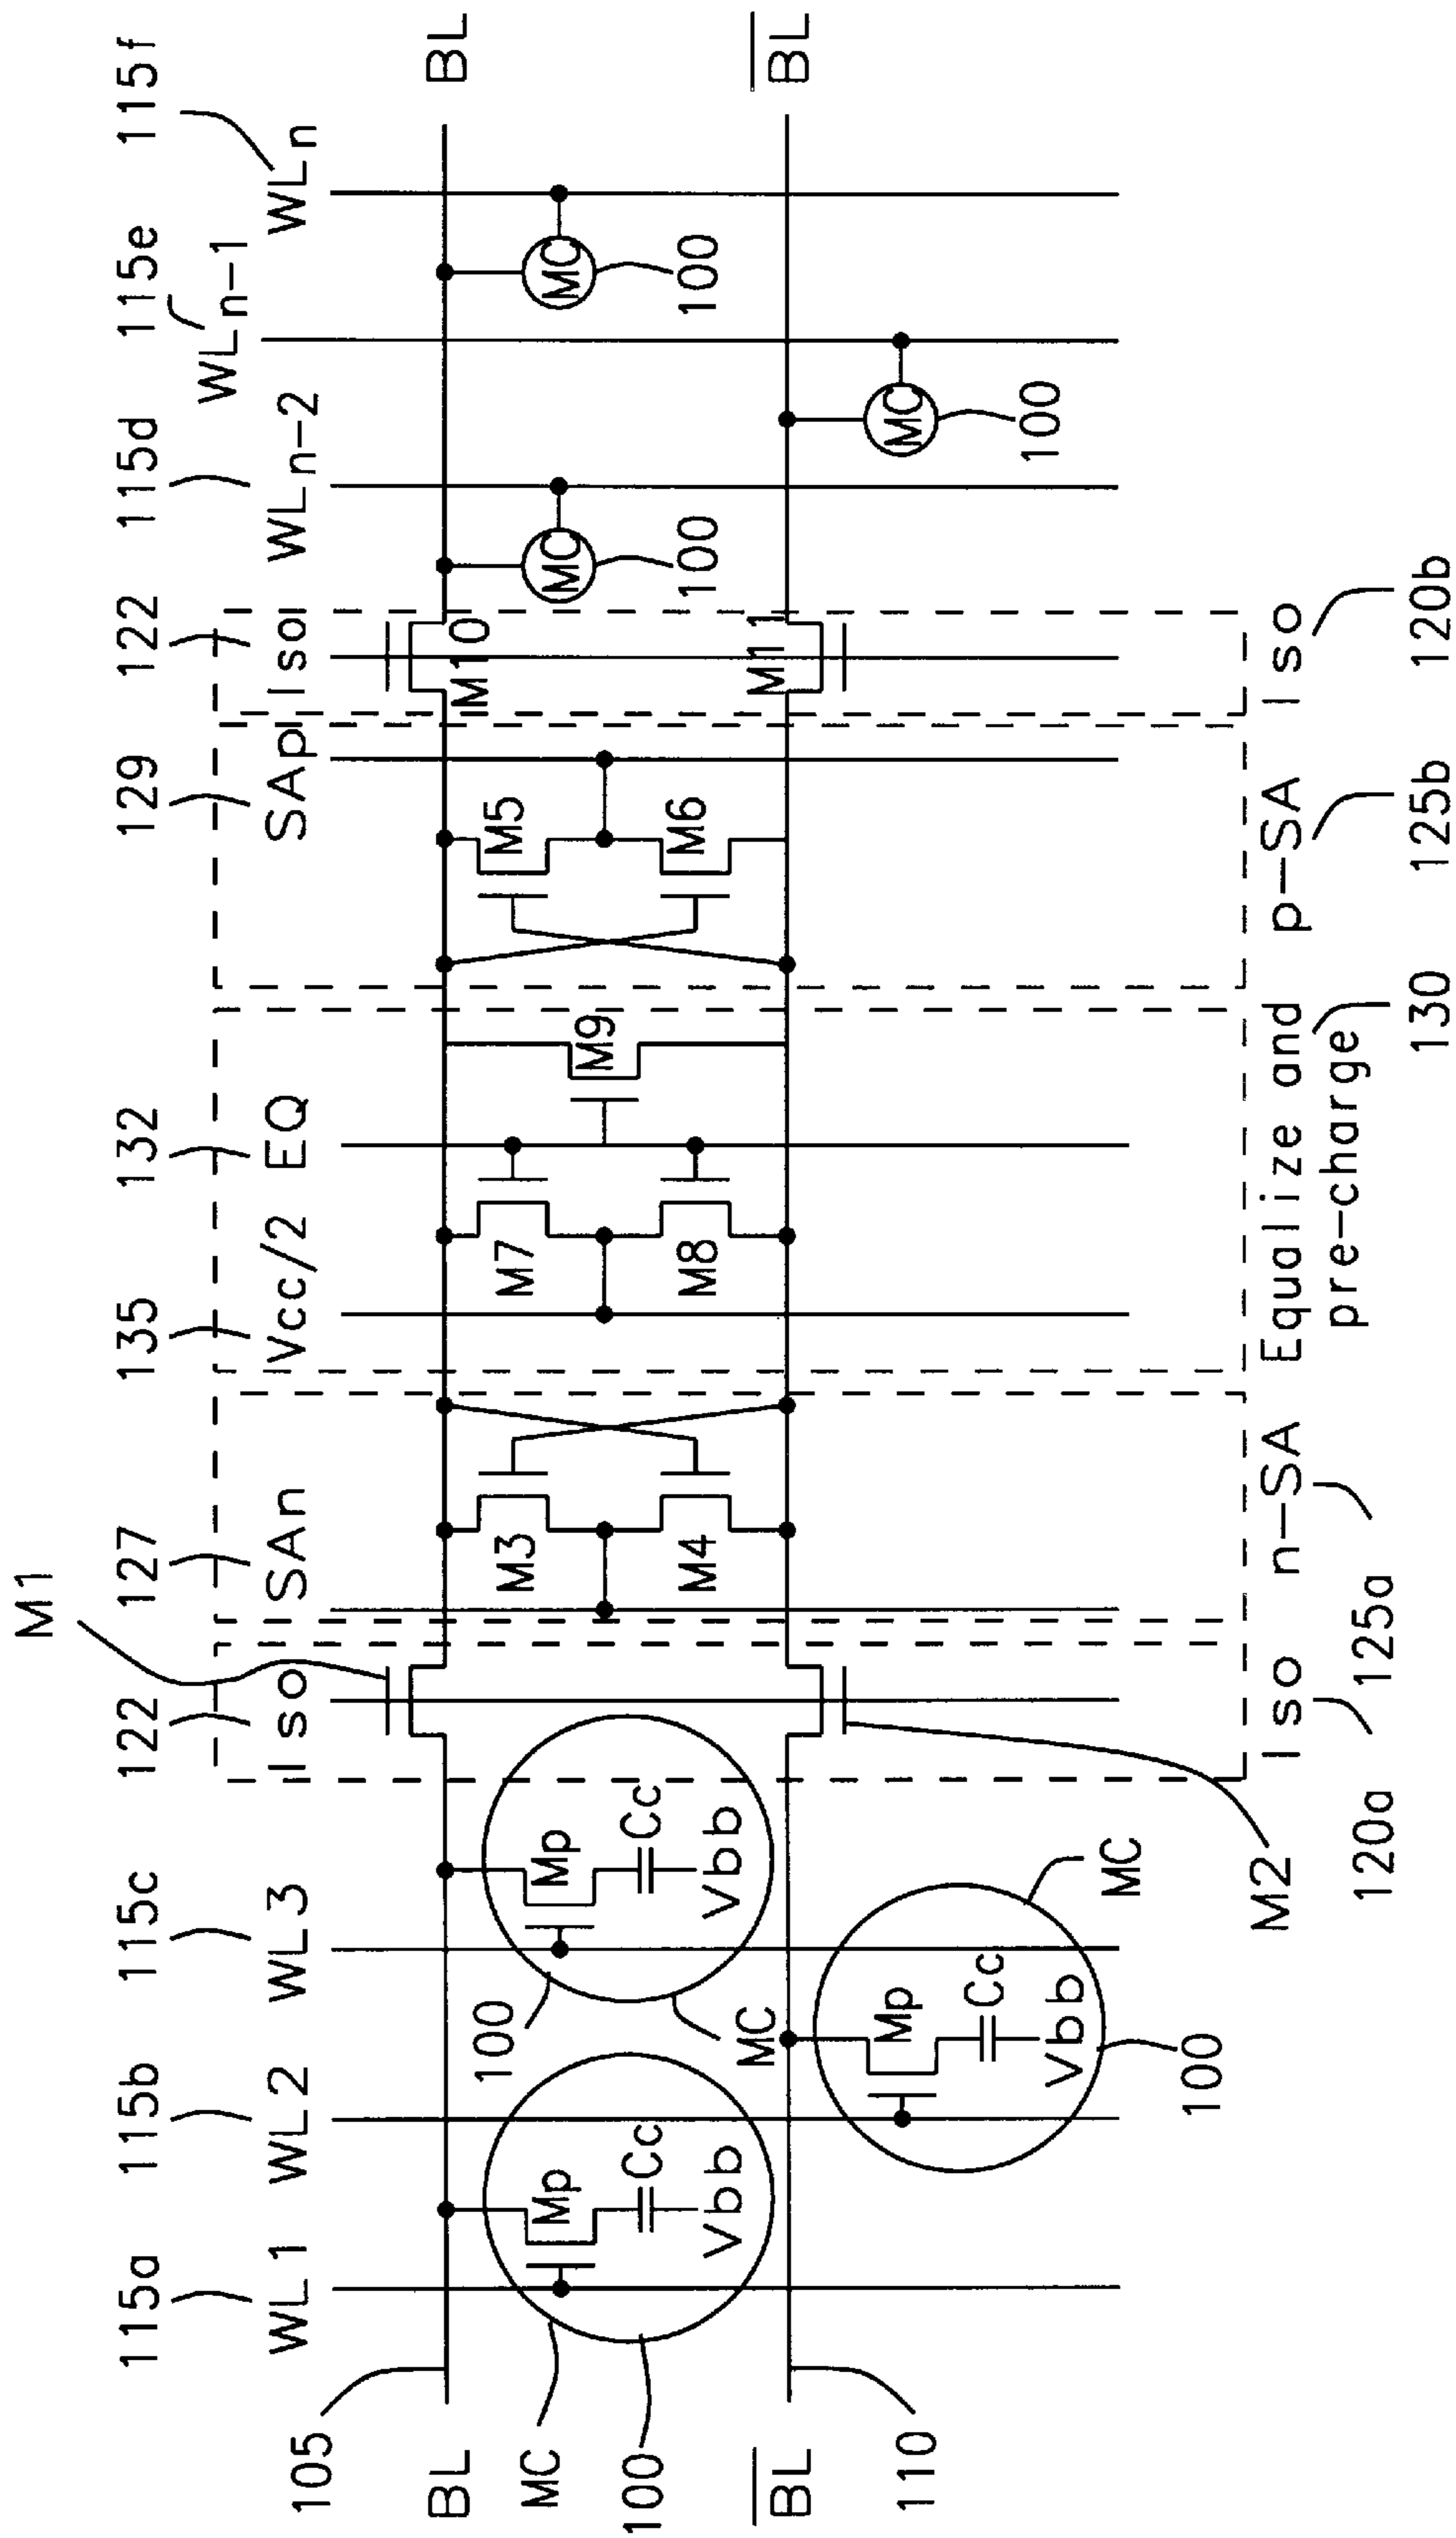 115a 115b 115c 122 M1 127 135 132 129 122 115d 115e 115f
WL1 WL2 WL3 Iso SAn Vcc/2 EQ SAp Iso WLn-2 WLn-1 WLn
105
BL M10 BL
MC Mp Mp M3 M7 M9 M5 MC MC
100 Cc 100 Cc M4 M8 M6 100 100
Vbb Vbb
MC
BL M11 BL
110 Mp MC
Cc 100
Vbb
100 MC
M2
Iso n-SA Equalize and pre-charge p-SA Iso
120a 125a 130 125b 120b